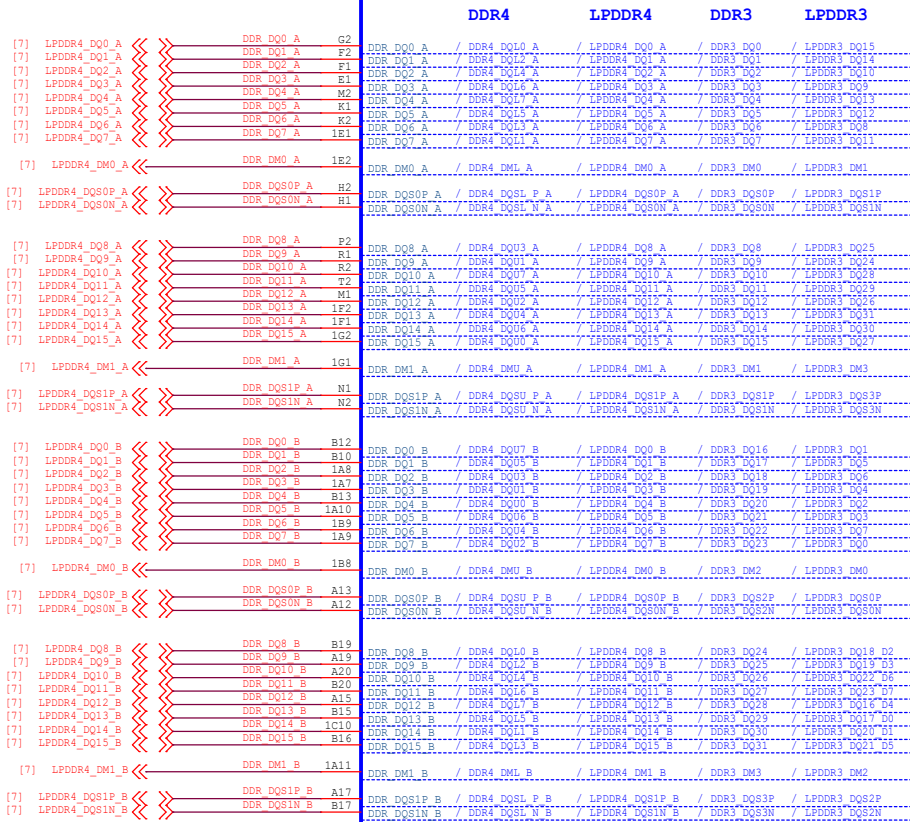 DDR4 LPDDR4 DDR3 LPDDR3
[7] LPDDR4_DQ0_A DDR_DQ0_A G2 DDR_DQ0_A / DDR4_DQL0_A / LPDDR4_DQ0_A / DDR3_DQ0 / LPDDR3_DQ15
[7] LPDDR4_DQ1_A DDR_DQ1_A F2 DDR_DQ1_A / DDR4_DQL2_A / LPDDR4_DQ1_A / DDR3_DQ1 / LPDDR3_DQ14
[7] LPDDR4_DQ2_A DDR_DQ2_A F1 DDR_DQ2_A / DDR4_DQL4_A / LPDDR4_DQ2_A / DDR3_DQ2 / LPDDR3_DQ10
[7] LPDDR4_DQ3_A DDR_DQ3_A E1 DDR_DQ3_A / DDR4_DQL6_A / LPDDR4_DQ3_A / DDR3_DQ3 / LPDDR3_DQ9
[7] LPDDR4_DQ4_A DDR_DQ4_A M2 DDR_DQ4_A / DDR4_DQL7_A / LPDDR4_DQ4_A / DDR3_DQ4 / LPDDR3_DQ13
[7] LPDDR4_DQ5_A DDR_DQ5_A K1 DDR_DQ5_A / DDR4_DQL5_A / LPDDR4_DQ5_A / DDR3_DQ5 / LPDDR3_DQ12
[7] LPDDR4_DQ6_A DDR_DQ6_A K2 DDR_DQ6_A / DDR4_DQL3_A / LPDDR4_DQ6_A / DDR3_DQ6 / LPDDR3_DQ8
[7] LPDDR4_DQ7_A DDR_DQ7_A 1E1 DDR_DQ7_A / DDR4_DQL1_A / LPDDR4_DQ7_A / DDR3_DQ7 / LPDDR3_DQ11
[7] LPDDR4_DM0_A DDR_DM0_A 1E2 DDR_DM0_A / DDR4_DML_A / LPDDR4_DM0_A / DDR3_DM0 / LPDDR3_DM1
[7] LPDDR4_DQS0P_A DDR_DQS0P_A H2 DDR_DQS0P_A / DDR4_DQSL_P_A / LPDDR4_DQS0P_A / DDR3_DQS0P / LPDDR3_DQS1P
[7] LPDDR4_DQS0N_A DDR_DQS0N_A H1 DDR_DQS0N_A / DDR4_DQSL_N_A / LPDDR4_DQS0N_A / DDR3_DQS0N / LPDDR3_DQS1N
[7] LPDDR4_DQ8_A DDR_DQ8_A P2 DDR_DQ8_A / DDR4_DQU3_A / LPDDR4_DQ8_A / DDR3_DQ8 / LPDDR3_DQ25
[7] LPDDR4_DQ9_A DDR_DQ9_A R1 DDR_DQ9_A / DDR4_DQU1_A / LPDDR4_DQ9_A / DDR3_DQ9 / LPDDR3_DQ24
[7] LPDDR4_DQ10_A DDR_DQ10_A R2 DDR_DQ10_A / DDR4_DQU7_A / LPDDR4_DQ10_A / DDR3_DQ10 / LPDDR3_DQ28
[7] LPDDR4_DQ11_A DDR_DQ11_A T2 DDR_DQ11_A / DDR4_DQU5_A / LPDDR4_DQ11_A / DDR3_DQ11 / LPDDR3_DQ29
[7] LPDDR4_DQ12_A DDR_DQ12_A M1 DDR_DQ12_A / DDR4_DQU2_A / LPDDR4_DQ12_A / DDR3_DQ12 / LPDDR3_DQ26
[7] LPDDR4_DQ13_A DDR_DQ13_A 1F2 DDR_DQ13_A / DDR4_DQU4_A / LPDDR4_DQ13_A / DDR3_DQ13 / LPDDR3_DQ31
[7] LPDDR4_DQ14_A DDR_DQ14_A 1F1 DDR_DQ14_A / DDR4_DQU6_A / LPDDR4_DQ14_A / DDR3_DQ14 / LPDDR3_DQ30
[7] LPDDR4_DQ15_A DDR_DQ15_A 1G2 DDR_DQ15_A / DDR4_DQU0_A / LPDDR4_DQ15_A / DDR3_DQ15 / LPDDR3_DQ27
[7] LPDDR4_DM1_A DDR_DM1_A 1G1 DDR_DM1_A / DDR4_DMU_A / LPDDR4_DM1_A / DDR3_DM1 / LPDDR3_DM3
[7] LPDDR4_DQS1P_A DDR_DQS1P_A N1 DDR_DQS1P_A / DDR4_DQSU_P_A / LPDDR4_DQS1P_A / DDR3_DQS1P / LPDDR3_DQS3P
[7] LPDDR4_DQS1N_A DDR_DQS1N_A N2 DDR_DQS1N_A / DDR4_DQSU_N_A / LPDDR4_DQS1N_A / DDR3_DQS1N / LPDDR3_DQS3N
[7] LPDDR4_DQ0_B DDR_DQ0_B B12 DDR_DQ0_B / DDR4_DQU7_B / LPDDR4_DQ0_B / DDR3_DQ16 / LPDDR3_DQ1
[7] LPDDR4_DQ1_B DDR_DQ1_B B10 DDR_DQ1_B / DDR4_DQU5_B / LPDDR4_DQ1_B / DDR3_DQ17 / LPDDR3_DQ5
[7] LPDDR4_DQ2_B DDR_DQ2_B 1A8 DDR_DQ2_B / DDR4_DQU3_B / LPDDR4_DQ2_B / DDR3_DQ18 / LPDDR3_DQ6
[7] LPDDR4_DQ3_B DDR_DQ3_B 1A7 DDR_DQ3_B / DDR4_DQU1_B / LPDDR4_DQ3_B / DDR3_DQ19 / LPDDR3_DQ4
[7] LPDDR4_DQ4_B DDR_DQ4_B B13 DDR_DQ4_B / DDR4_DQU0_B / LPDDR4_DQ4_B / DDR3_DQ20 / LPDDR3_DQ2
[7] LPDDR4_DQ5_B DDR_DQ5_B 1A10 DDR_DQ5_B / DDR4_DQU6_B / LPDDR4_DQ5_B / DDR3_DQ21 / LPDDR3_DQ3
[7] LPDDR4_DQ6_B DDR_DQ6_B 1B9 DDR_DQ6_B / DDR4_DQU4_B / LPDDR4_DQ6_B / DDR3_DQ22 / LPDDR3_DQ7
[7] LPDDR4_DQ7_B DDR_DQ7_B 1A9 DDR_DQ7_B / DDR4_DQU2_B / LPDDR4_DQ7_B / DDR3_DQ23 / LPDDR3_DQ0
[7] LPDDR4_DM0_B DDR_DM0_B 1B8 DDR_DM0_B / DDR4_DMU_B / LPDDR4_DM0_B / DDR3_DM2 / LPDDR3_DM0
[7] LPDDR4_DQS0P_B DDR_DQS0P_B A13 DDR_DQS0P_B / DDR4_DQSU_P_B / LPDDR4_DQS0P_B / DDR3_DQS2P / LPDDR3_DQS0P
[7] LPDDR4_DQS0N_B DDR_DQS0N_B A12 DDR_DQS0N_B / DDR4_DQSU_N_B / LPDDR4_DQS0N_B / DDR3_DQS2N / LPDDR3_DQS0N
[7] LPDDR4_DQ8_B DDR_DQ8_B B19 DDR_DQ8_B / DDR4_DQL0_B / LPDDR4_DQ8_B / DDR3_DQ24 / LPDDR3_DQ18_D2
[7] LPDDR4_DQ9_B DDR_DQ9_B A19 DDR_DQ9_B / DDR4_DQL2_B / LPDDR4_DQ9_B / DDR3_DQ25 / LPDDR3_DQ19_D3
[7] LPDDR4_DQ10_B DDR_DQ10_B A20 DDR_DQ10_B / DDR4_DQL4_B / LPDDR4_DQ10_B / DDR3_DQ26 / LPDDR3_DQ22_D6
[7] LPDDR4_DQ11_B DDR_DQ11_B B20 DDR_DQ11_B / DDR4_DQL6_B / LPDDR4_DQ11_B / DDR3_DQ27 / LPDDR3_DQ23_D7
[7] LPDDR4_DQ12_B DDR_DQ12_B A15 DDR_DQ12_B / DDR4_DQL7_B / LPDDR4_DQ12_B / DDR3_DQ28 / LPDDR3_DQ16_D4
[7] LPDDR4_DQ13_B DDR_DQ13_B B15 DDR_DQ13_B / DDR4_DQL5_B / LPDDR4_DQ13_B / DDR3_DQ29 / LPDDR3_DQ17_D0
[7] LPDDR4_DQ14_B DDR_DQ14_B 1C10 DDR_DQ14_B / DDR4_DQL1_B / LPDDR4_DQ14_B / DDR3_DQ30 / LPDDR3_DQ20_D1
[7] LPDDR4_DQ15_B DDR_DQ15_B B16 DDR_DQ15_B / DDR4_DQL3_B / LPDDR4_DQ15_B / DDR3_DQ31 / LPDDR3_DQ21_D5
[7] LPDDR4_DM1_B DDR_DM1_B 1A11 DDR_DM1_B / DDR4_DML_B / LPDDR4_DM1_B / DDR3_DM3 / LPDDR3_DM2
[7] LPDDR4_DQS1P_B DDR_DQS1P_B A17 DDR_DQS1P_B / DDR4_DQSL_P_B / LPDDR4_DQS1P_B / DDR3_DQS3P / LPDDR3_DQS2P
[7] LPDDR4_DQS1N_B DDR_DQS1N_B B17 DDR_DQS1N_B / DDR4_DQSL_N_B / LPDDR4_DQS1N_B / DDR3_DQS3N / LPDDR3_DQS2N